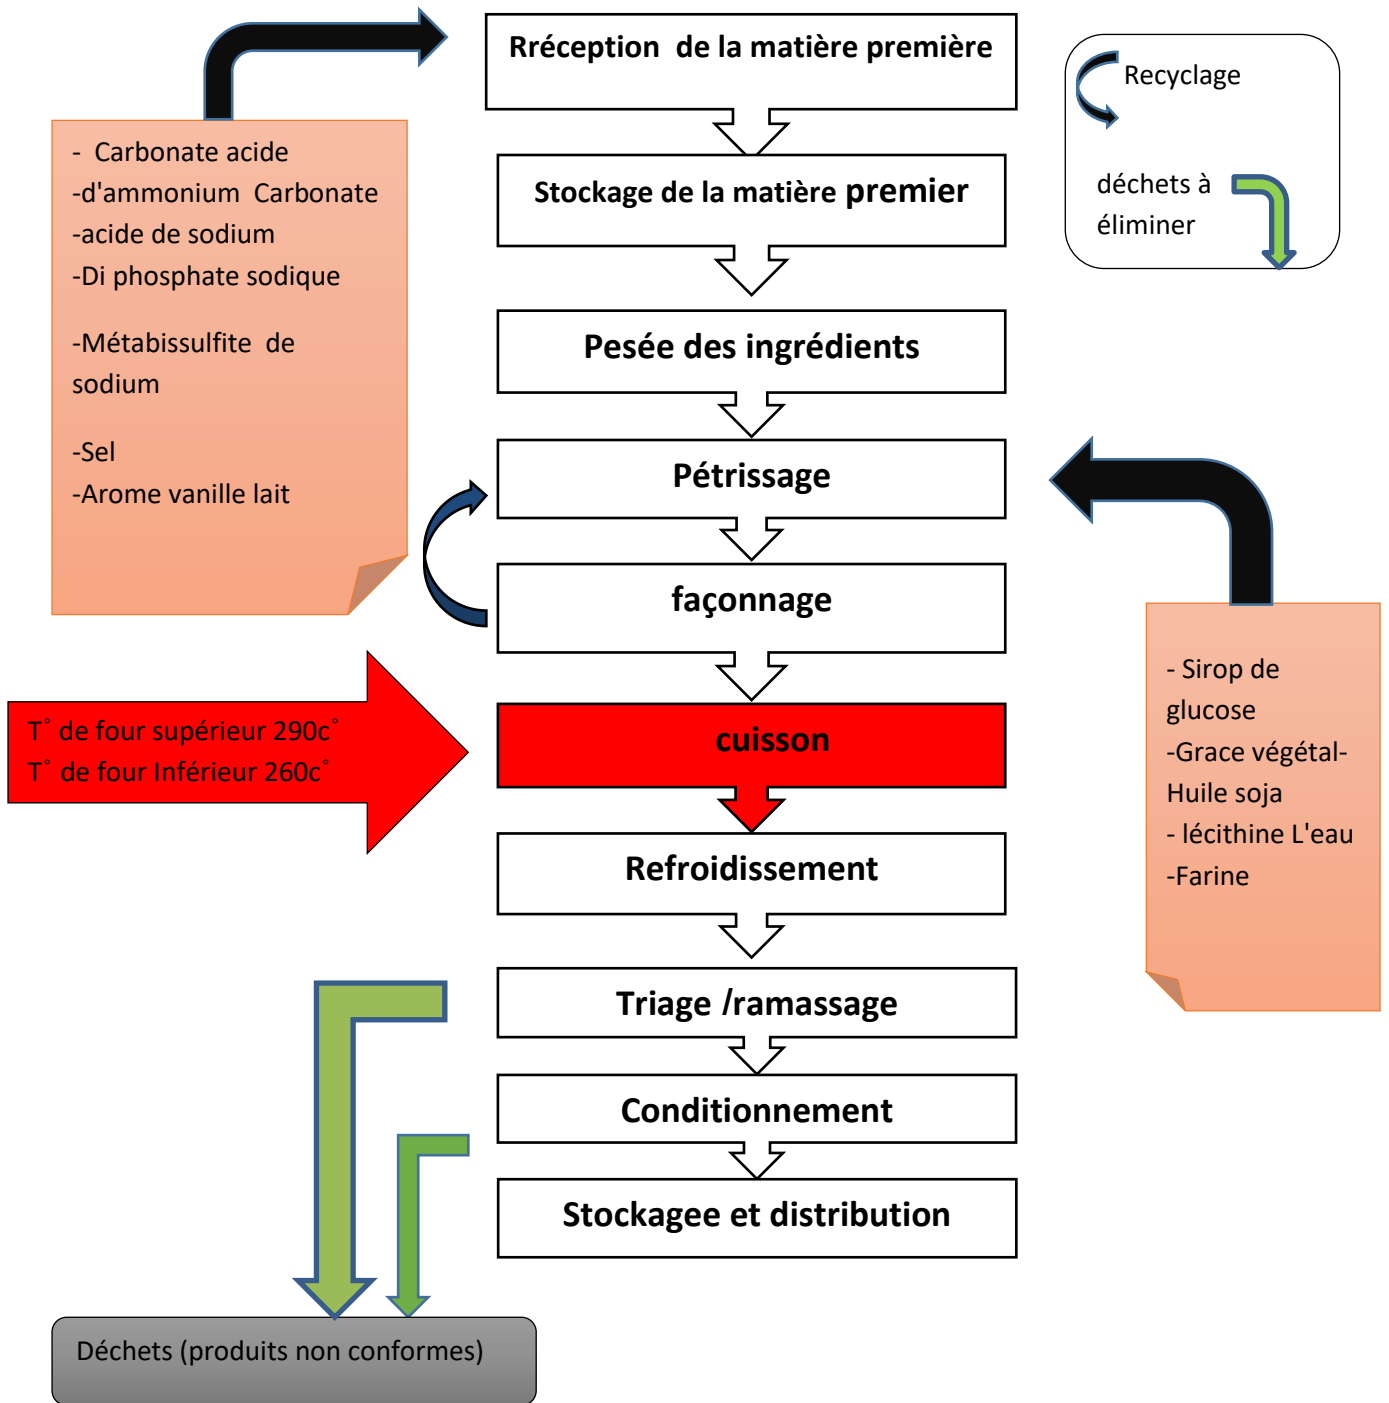 Rréception de la matière première
Recyclage
déchets à
éliminer
- Carbonate acide
-d'ammonium Carbonate
-acide de sodium
-Di phosphate sodique
-Métabissulfite de
sodium
-Sel
-Arome vanille lait
Stockage de la matière premier
Pesée des ingrédients
Pétrissage
façonnage
T° de four supérieur 290c°
T° de four Inférieur 260c°
cuisson
- Sirop de
glucose
-Grace végétal-
Huile soja
- lécithine L'eau
-Farine
Refroidissement
Triage /ramassage
Conditionnement
Stockagee et distribution
Déchets (produits non conformes)